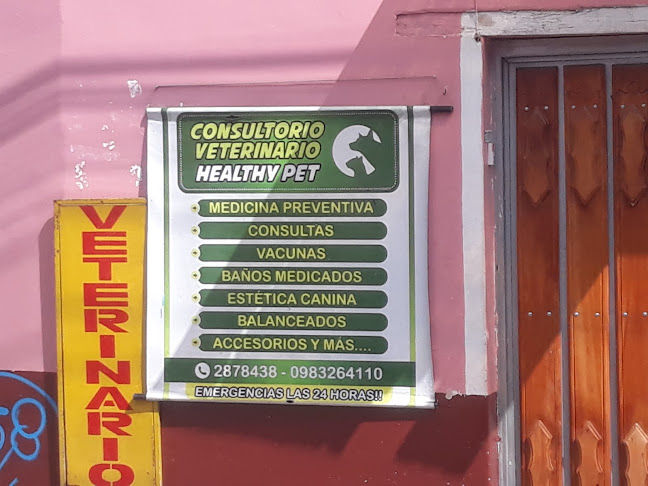 CONSULTORIO
VETERINARIO
HEALTHY PET
MEDICINA PREVENTIVA
CONSULTAS
VACUNAS
BAÑOS MEDICADOS
ESTÉTICA CANINA
BALANCEADOS
ACCESORIOS Y MÁS....
2878438 - 0983264110
EMERGENCIAS LAS 24 HORAS!!
VETERINARIO